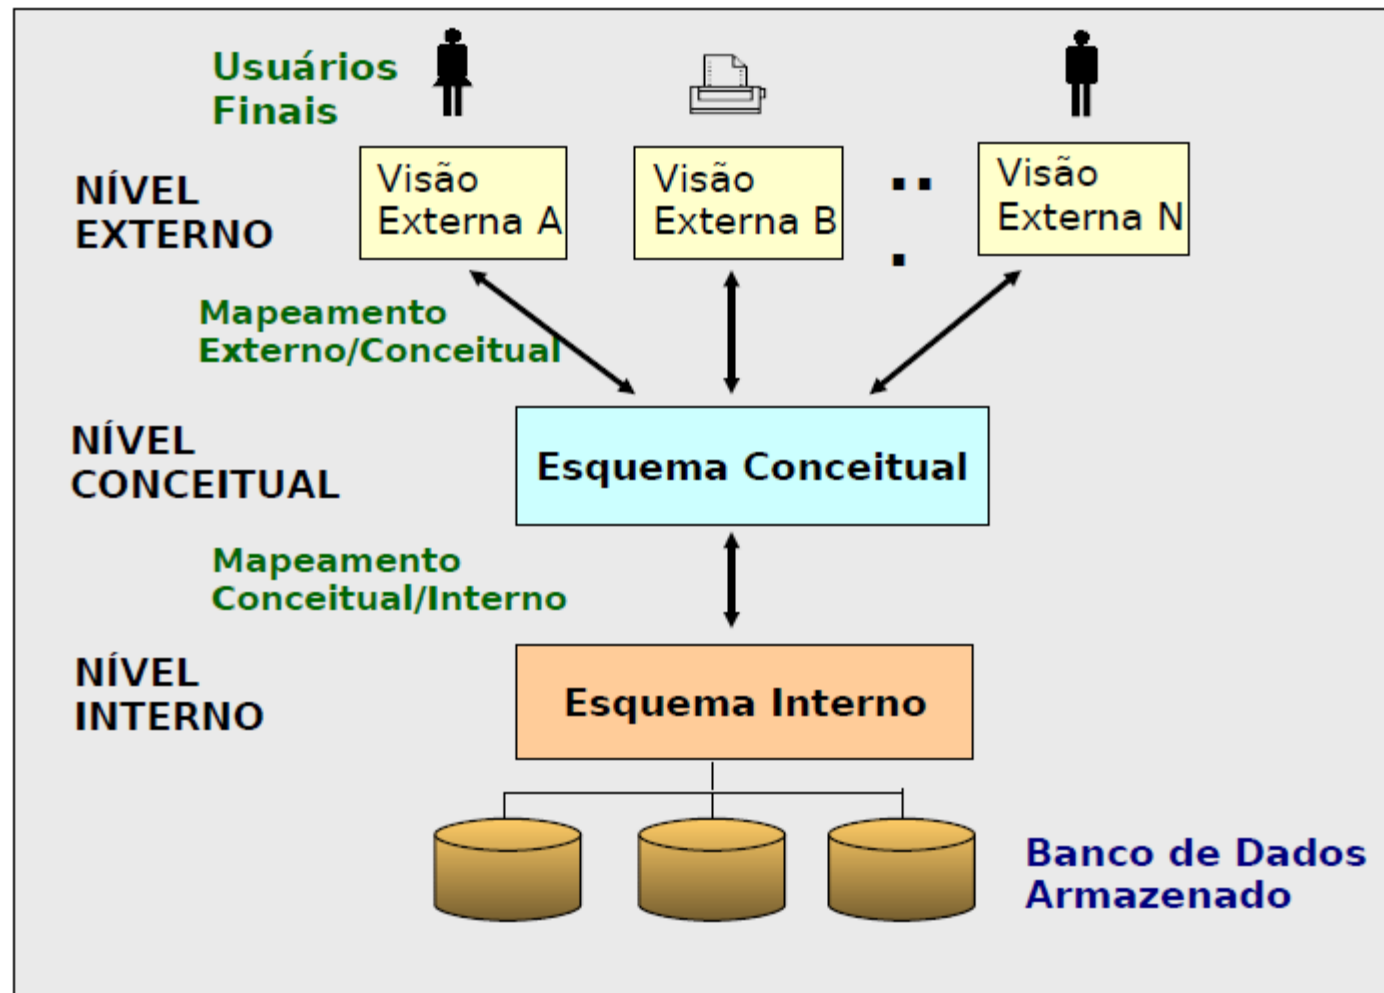 Usuários
Finais
NÍVEL
EXTERNO
Visão
Externa A
Visão
Externa B
...
Visão
Externa N
Mapeamento
Externo/Conceitual
NÍVEL
CONCEITUAL
Esquema Conceitual
Mapeamento
Conceitual/Interno
NÍVEL
INTERNO
Esquema Interno
Banco de Dados
Armazenado